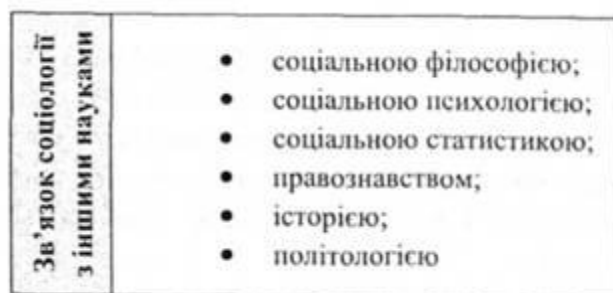 Зв’язок соціології
з іншими науками
• соціальною філософією;
• соціальною психологією;
• соціальною статистикою;
• правознавством;
• історією;
• політологією